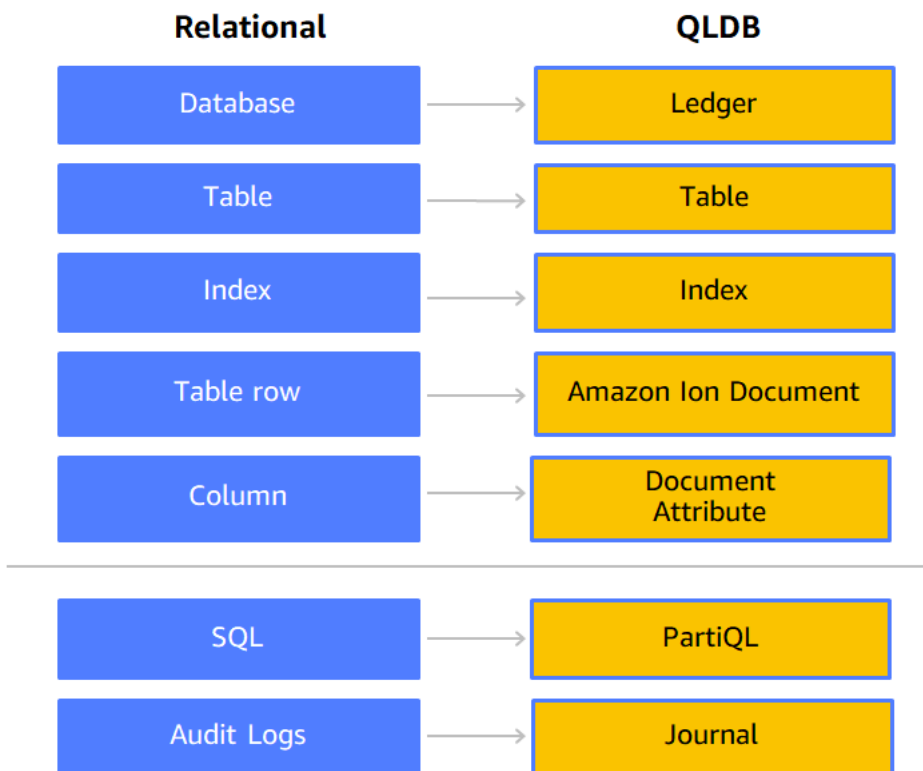 Relational QLDB
Database Ledger
Table Table
Index Index
Table row Amazon Ion Document
Column Document
Attribute
SQL PartiQL
Audit Logs Journal